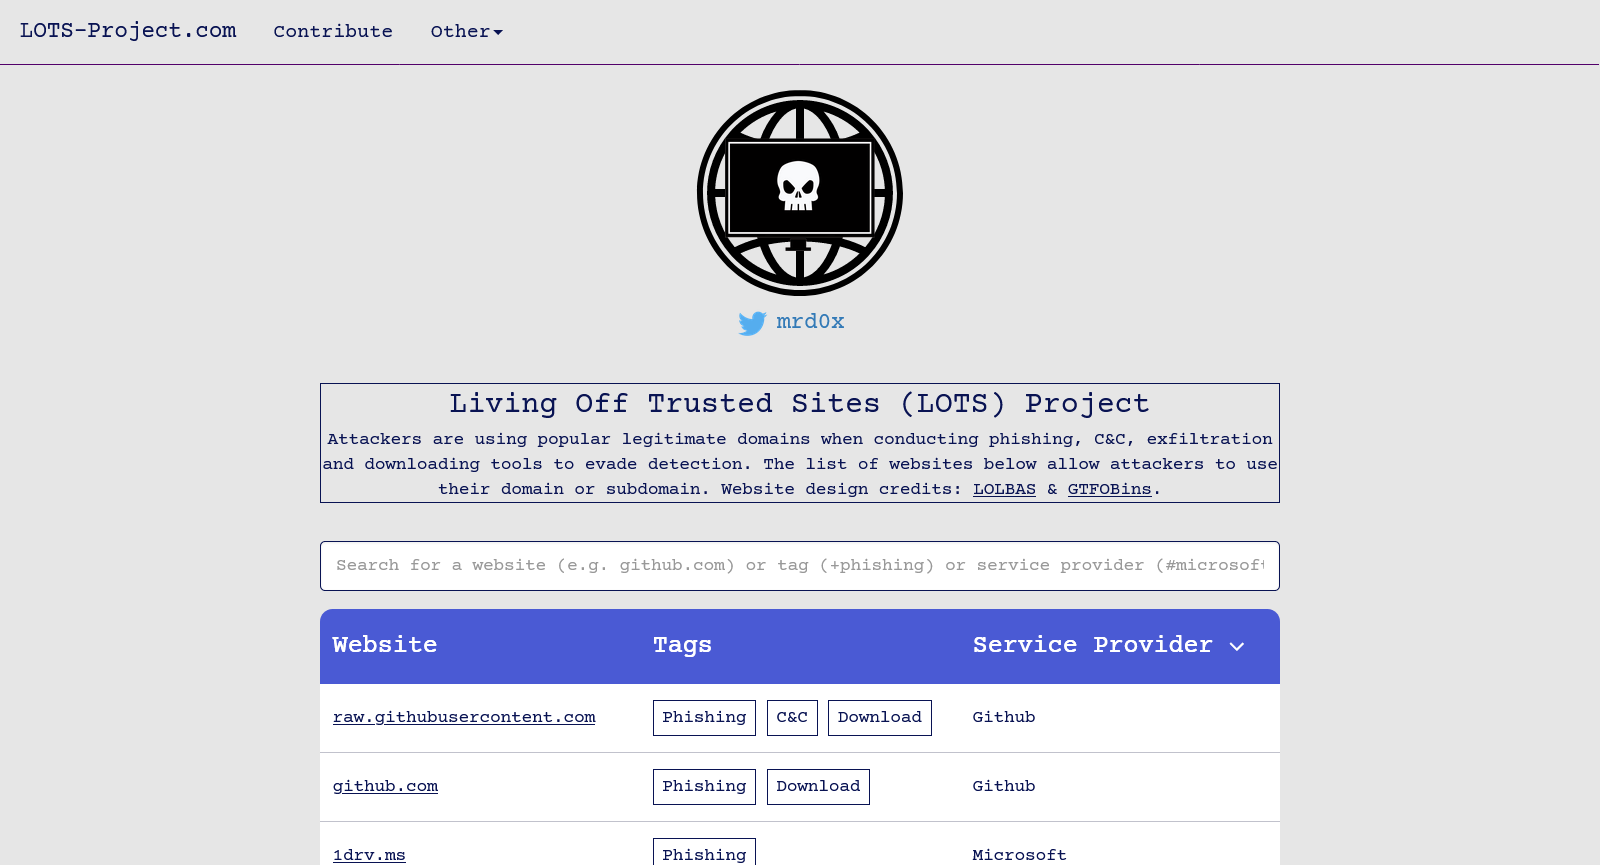 LOTS-Project.com Contribute Other
mrd0x
Living Off Trusted Sites (LOTS) Project
Attackers are using popular legitimate domains when conducting phishing, C&C, exfiltration
and downloading tools to evade detection. The list of websites below allow attackers to use
their domain or subdomain. Website design credits: LOLBAS & GTFOBins.
Search for a website (e.g. github.com) or tag (+phishing) or service provider (#microsoft
Website Tags Service Provider
raw.githubusercontent.com Phishing C&C Download Github
github.com Phishing Download Github
1drv.ms Phishing Microsoft